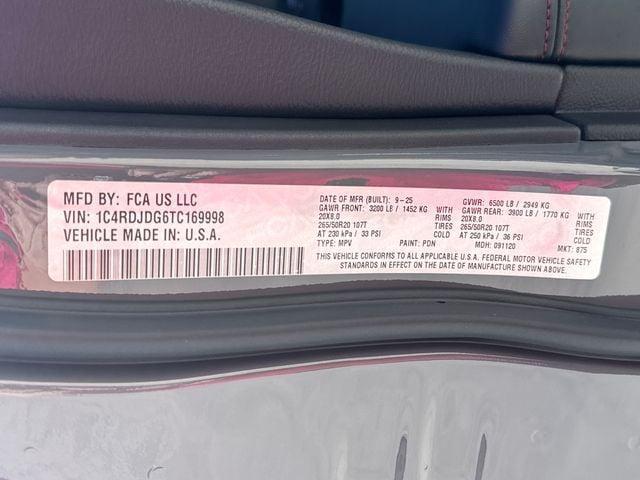 MFD BY: FCA US LLC
VIN: 1C4RDJDG6TC169998
VEHICLE MADE IN: U.S.A.
DATE OF MFR (BUILT): 9-25 GVWR: 6500 LB / 2949 KG
GAWR FRONT: 3200 LB / 1452 KG GAWR REAR: 3900 LB / 1770 KG
20X8.0 RIMS 20X8.0 RIMS
265/50R20 107T TIRES 265/50R20 107T TIRES
AT 230 kPa / 33 PSI COLD AT 250 kPa / 36 PSI COLD
TYPE: MPV PAINT: PDN MDH: 091120 MKT: 875
THIS VEHICLE CONFORMS TO ALL APPLICABLE U.S.A. FEDERAL MOTOR VEHICLE SAFETY
STANDARDS IN EFFECT ON THE DATE OF MANUFACTURE SHOWN ABOVE.